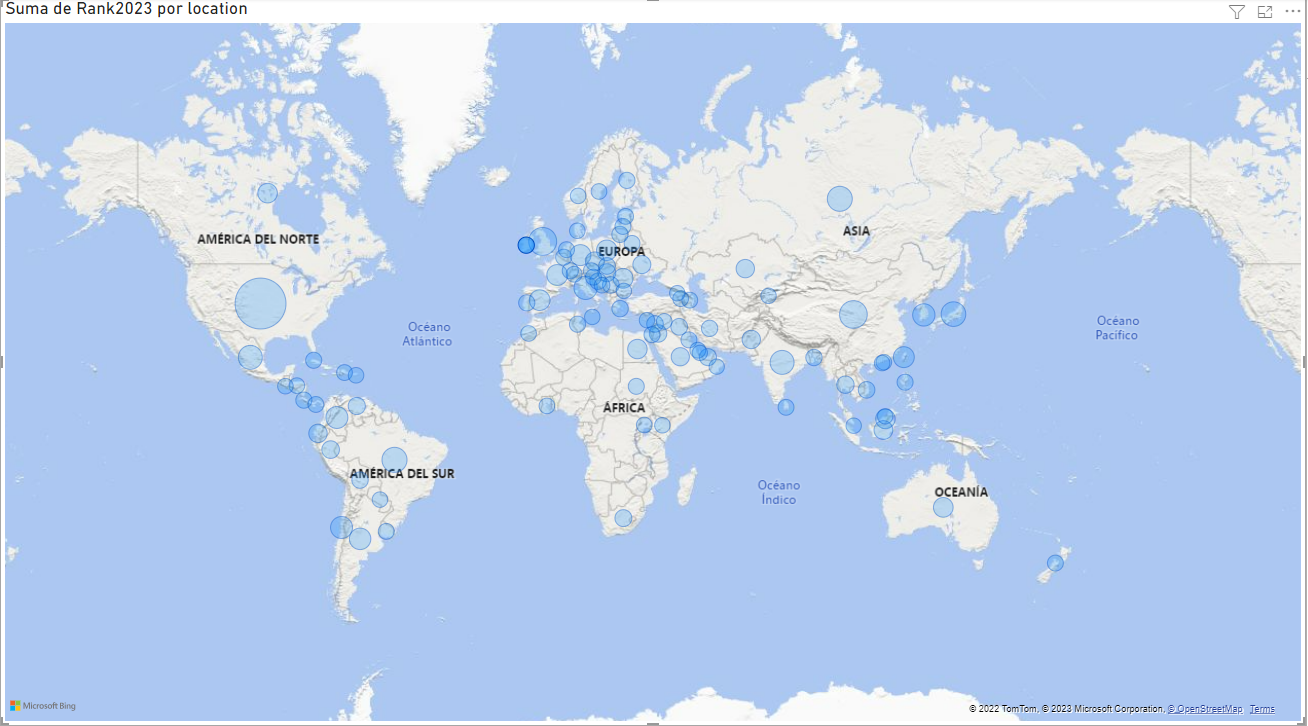 Suma de Rank2023 por location
AMÉRICA DEL NORTE
ASIA
EUROPA
Océano
Atlántico
Océano
Pacífico
ÁFRICA
AMÉRICA DEL SUR
Océano
Índico
OCEANÍA
Microsoft Bing
© 2022 TomTom, © 2023 Microsoft Corporation, © OpenStreetMap Terms